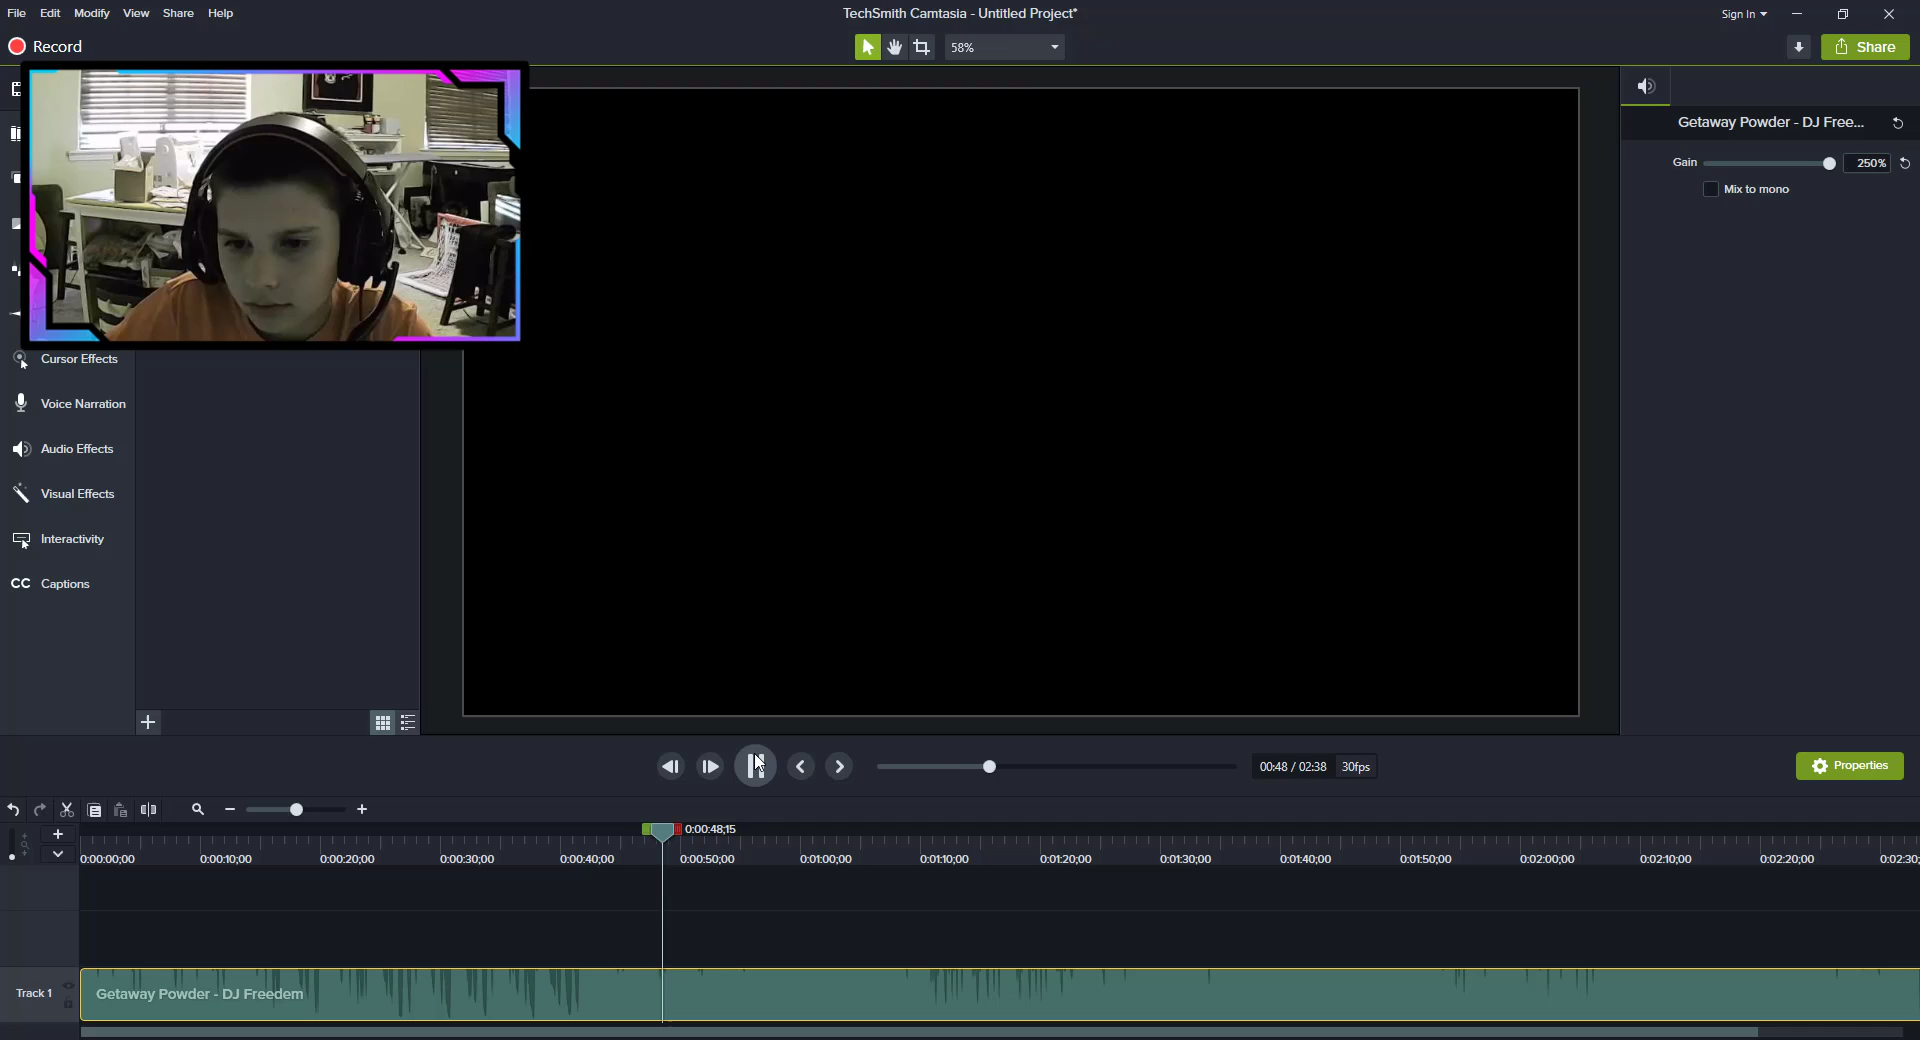 File Edit Modify View Share Help
TechSmith Camtasia - Untitled Project*
Sign In
Record
58%
Share
Getaway Powder - DJ Free...
Gain
250%
Mix to mono
Cursor Effects
Voice Narration
Audio Effects
Visual Effects
Interactivity
CC Captions
00:48 / 02:38
30fps
Properties
0:00:48;15
0:00:00;00 0:00:10;00 0:00:20;00 0:00:30;00 0:00:40;00 0:00:50;00 0:01:00;00 0:01:10;00 0:01:20;00 0:01:30;00 0:01:40;00 0:01:50;00 0:02:00;00 0:02:10;00 0:02:20;00 0:02:30;
Track 1
Getaway Powder - DJ Freedem